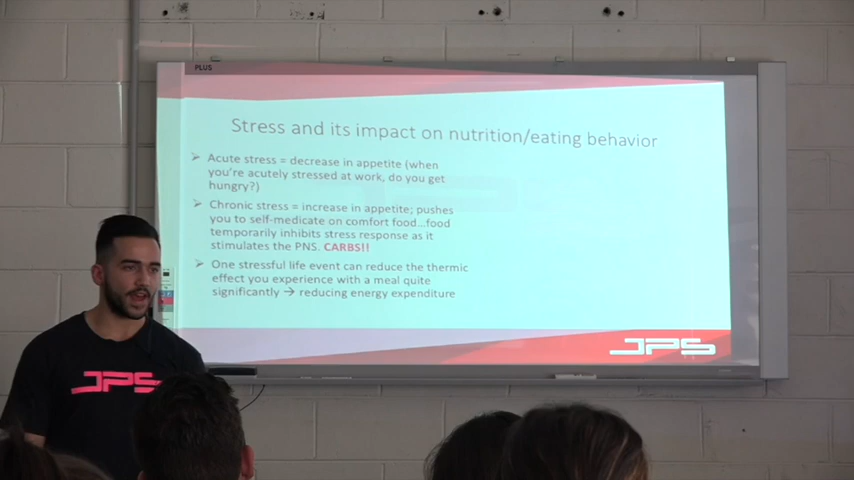 PLUS
Stress and its impact on nutrition/eating behavior
➢ Acute stress = decrease in appetite (when
you're acutely stressed at work, do you get
hungry?)
➢ Chronic stress = increase in appetite; pushes
you to self-medicate on comfort food...food
temporarily inhibits stress response as it
stimulates the PNS. CARBS!!
➢ One stressful life event can reduce the thermic
effect you experience with a meal quite
significantly → reducing energy expenditure
JPS
JPS